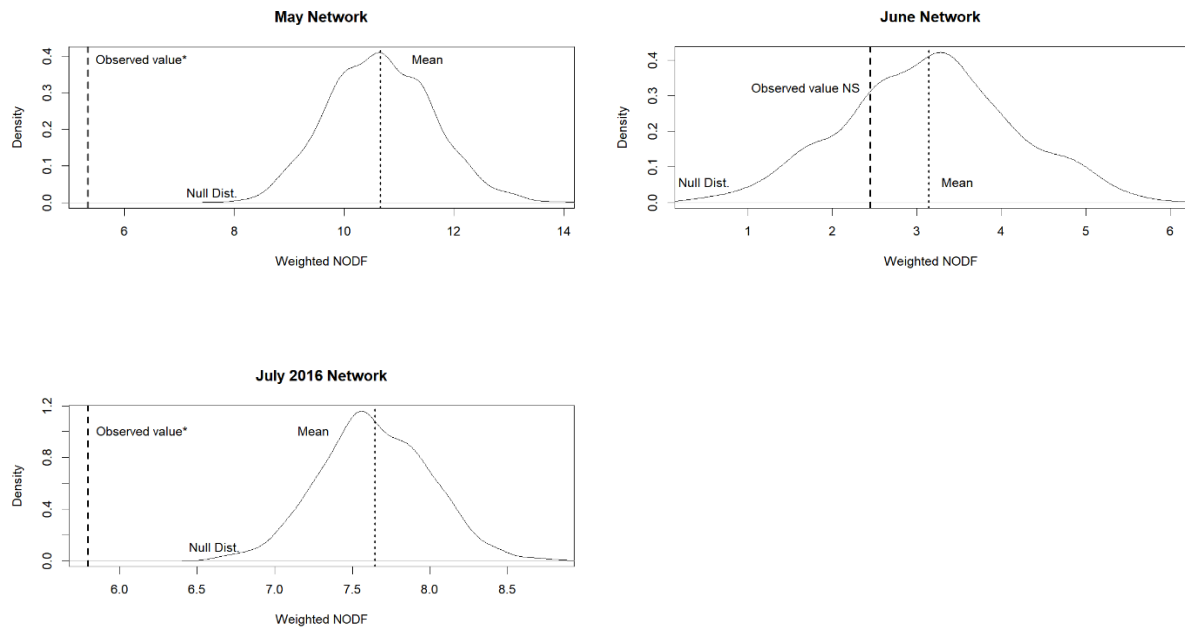 May Network
Density
0.0 0.1 0.2 0.3 0.4
Observed value*
Mean
Null Dist.
6 8 10 12 14
Weighted NODF
June Network
Density
0.0 0.1 0.2 0.3 0.4
Observed value NS
Null Dist.
Mean
1 2 3 4 5 6
Weighted NODF
July 2016 Network
Density
0.0 0.4 0.8 1.2
Observed value*
Mean
Null Dist.
6.0 6.5 7.0 7.5 8.0 8.5
Weighted NODF